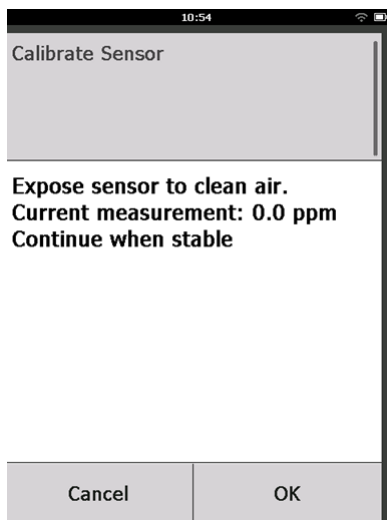 10:54
Calibrate Sensor
Expose sensor to clean air.
Current measurement: 0.0 ppm
Continue when stable
Cancel
OK